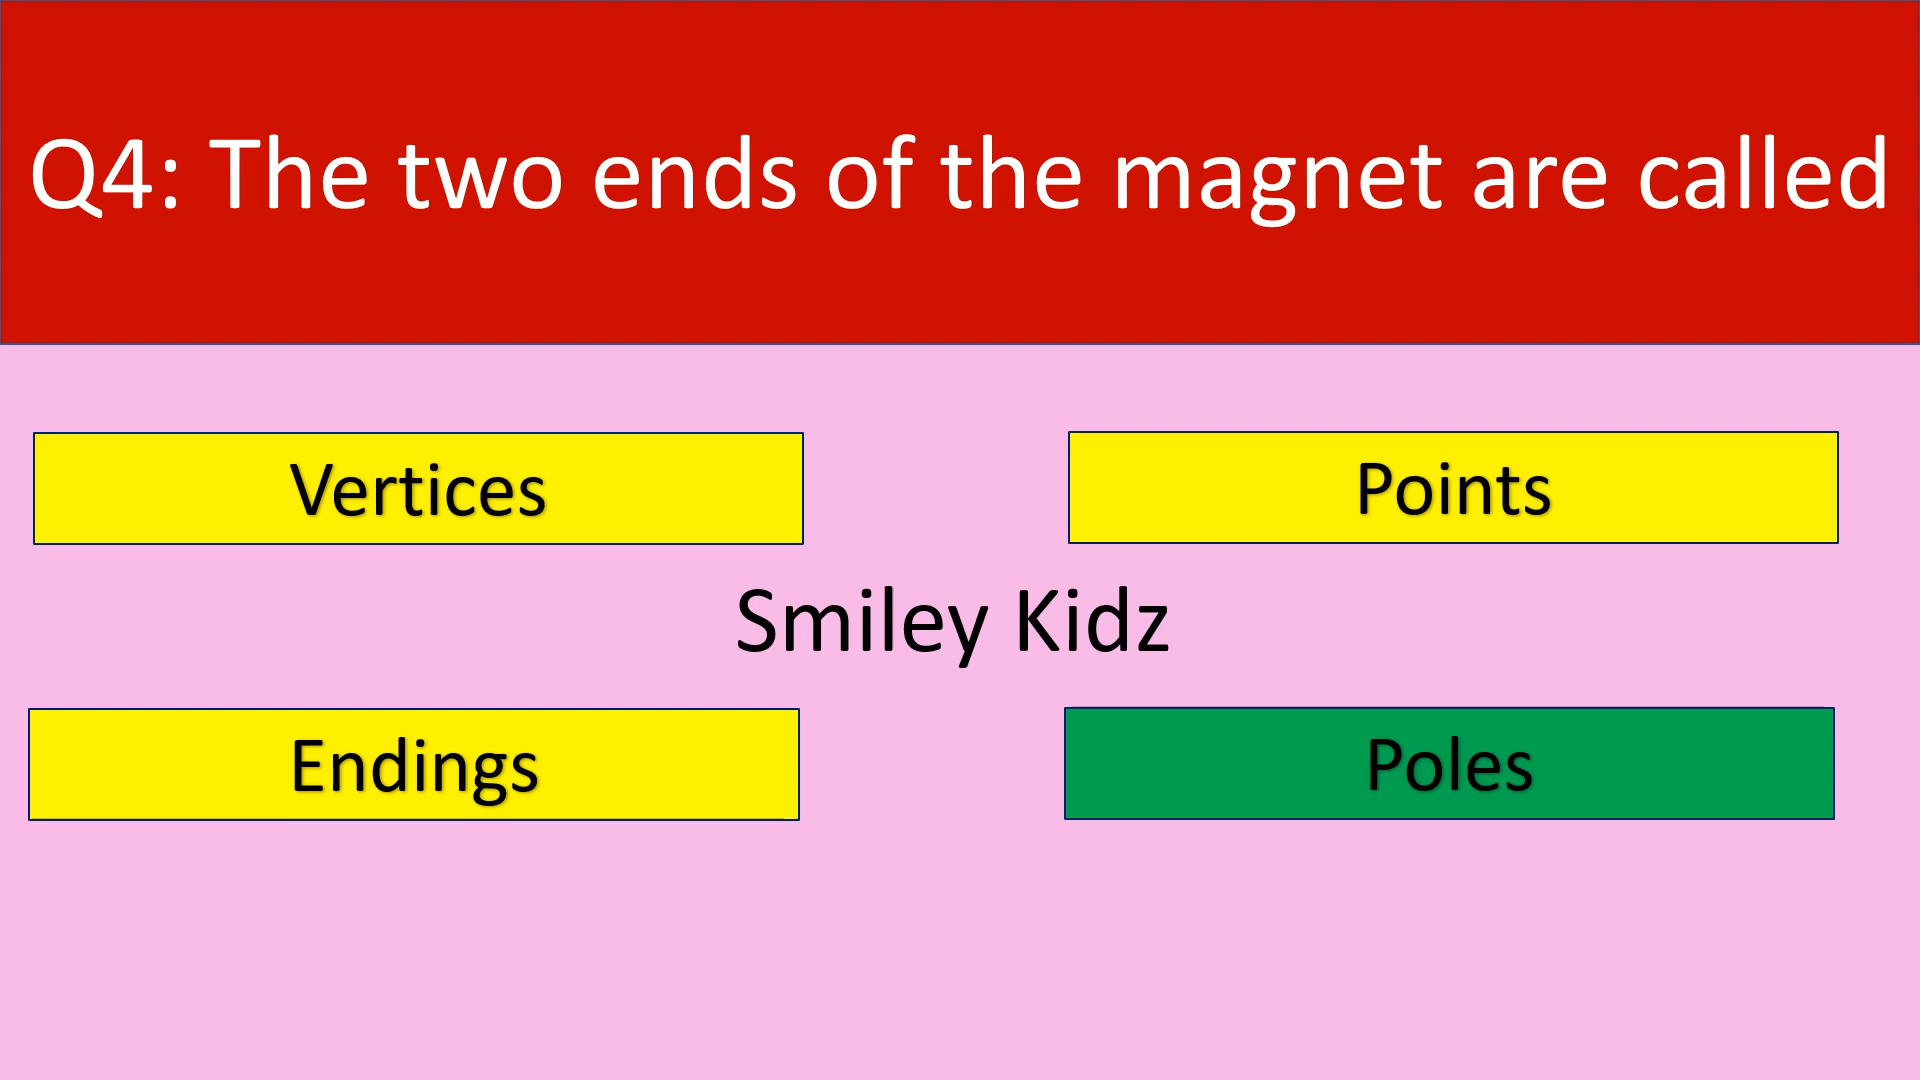 Q4: The two ends of the magnet are called
Vertices
Points
Smiley Kidz
Endings
Poles